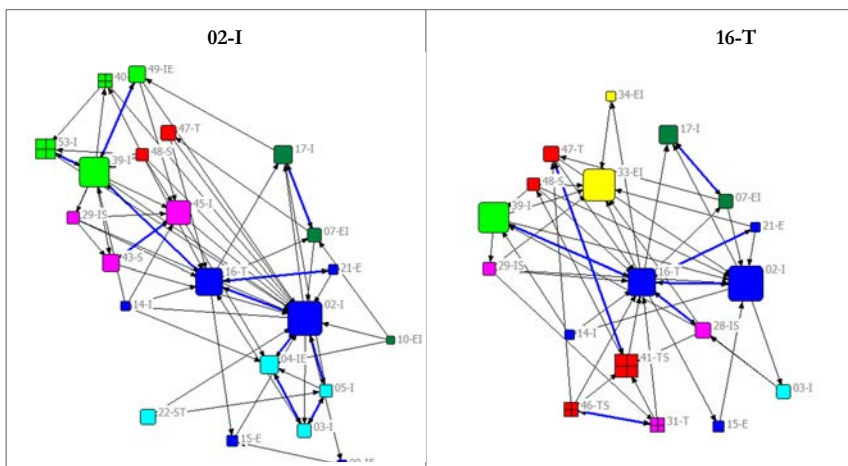 02-I
16-T
49-IE
40-
47-T
53-I
48-S
17-I
39-I
45-I
29-IS
07-EI
43-S
16-T
21-E
02-I
14-I
10-EI
04-IE
05-I
22-ST
03-I
15-E
34-EI
17-I
47-T
33-EI
48-S
07-EI
39-I
21-E
29-IS
16-T
02-I
28-IS
14-I
41-TS
03-I
46-TS
31-T
15-E